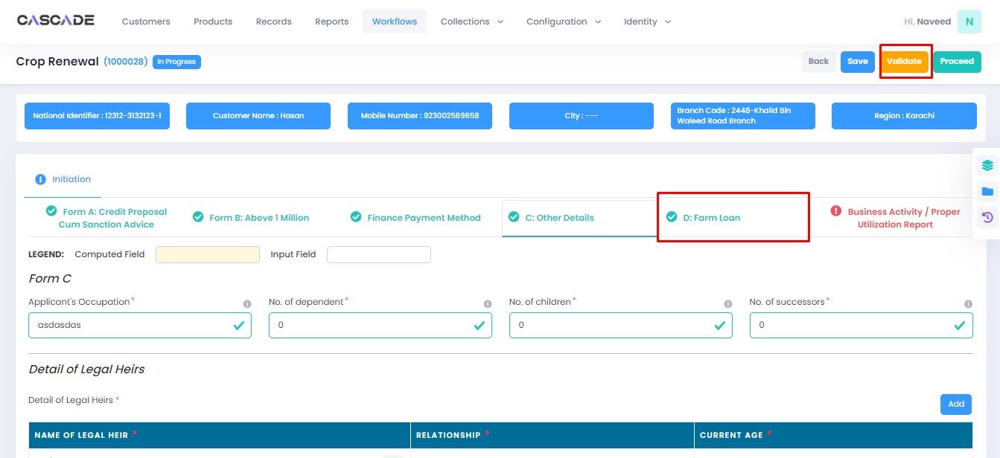 CASCADE
Customers
Products
Records
Reports
Workflows
Collections
Configuration
Identity
Hi, Naveed
N
Crop Renewal (1000028) In Progress
Back
Save
Validate
Proceed
National Identifier : 12312-3132123-1
Customer Name : Hasan
Mobile Number : 923002589658
City : ---
Branch Code : 2448-Khalid Bin
Waleed Road Branch
Region : Karachi
Initiation
Form A: Credit Proposal
Cum Sanction Advice
Form B: Above 1 Million
Finance Payment Method
C: Other Details
D: Farm Loan
Business Activity / Proper
Utilization Report
LEGEND: Computed Field
Input Field
Form C
Applicant's Occupation*
No. of dependent*
No. of children*
No. of successors*
asdasdas
0
0
0
Detail of Legal Heirs
Detail of Legal Heirs *
Add
NAME OF LEGAL HEIR *
RELATIONSHIP *
CURRENT AGE *